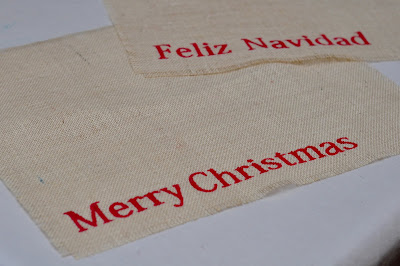 Feliz Navidad
Merry Christmas